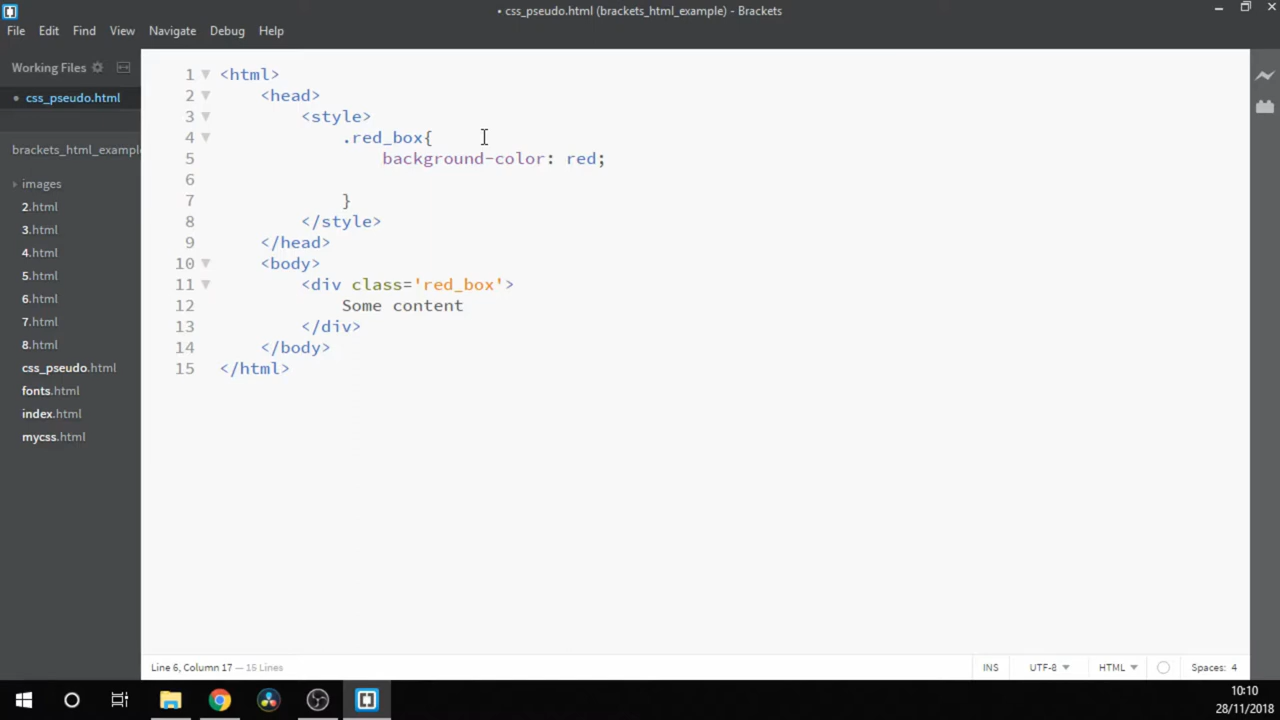 • css_pseudo.html (brackets_html_example) - Brackets
File Edit Find View Navigate Debug Help
Working Files
• css_pseudo.html
brackets_html_example
images
2.html
3.html
4.html
5.html
6.html
7.html
8.html
css_pseudo.html
fonts.html
index.html
mycss.html
1 <html>
2 <head>
3 <style>
4 .red_box{
5 background-color: red;
6
7 }
8 </style>
9 </head>
10 <body>
11 <div class='red_box'>
12 Some content
13 </div>
14 </body>
15 </html>
Line 6, Column 17 — 15 Lines
INS UTF-8 HTML Spaces: 4
10:10
28/11/2018